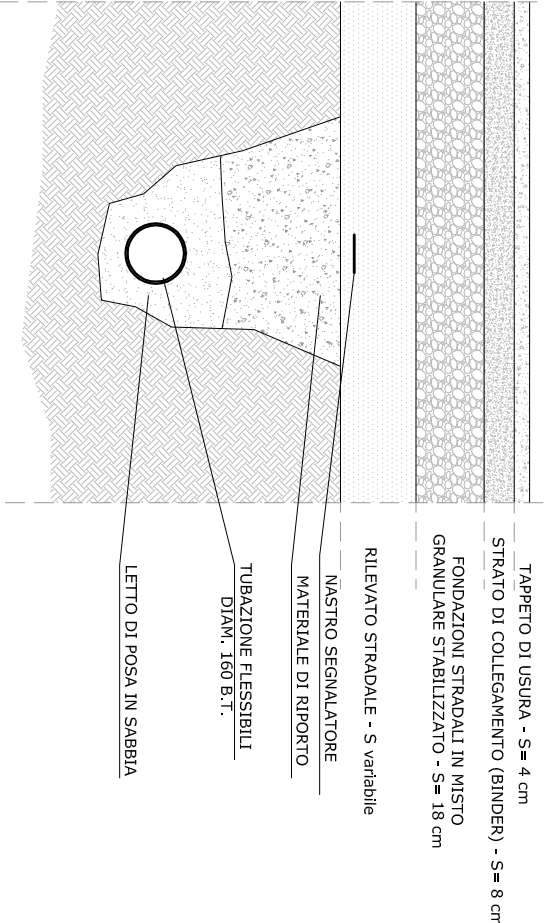 TAPPETO DI USURA - S= 4 cm
STRATO DI COLLEGAMENTO (BINDER) - S= 8 cm
FONDAZIONI STRADALI IN MISTO
GRANULARE STABILIZZATO - S= 18 cm
RILEVATO STRADALE - S variabile
NASTRO SEGNALATORE
MATERIALE DI RIPORTO
TUBAZIONE FLESSIBILI
DIAM. 160 B.T.
LETTO DI POSA IN SABBIA